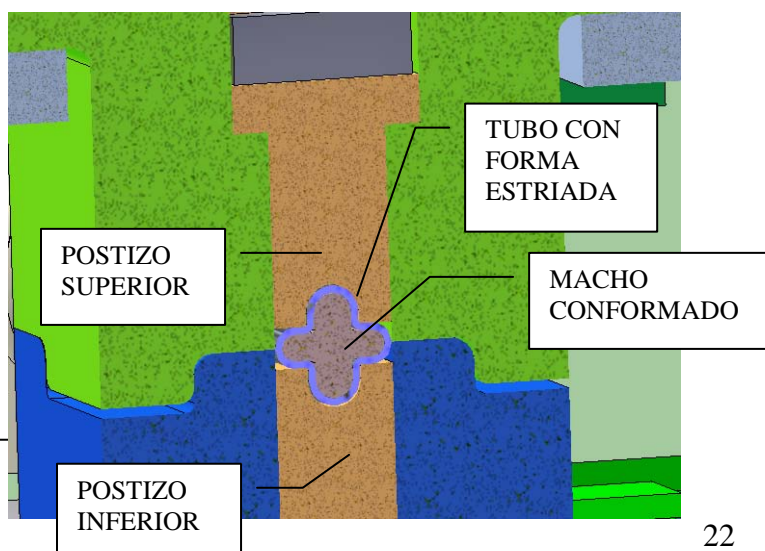 TUBO CON
FORMA
ESTRIADA
POSTIZO
SUPERIOR
MACHO
CONFORMADO
POSTIZO
INFERIOR
22